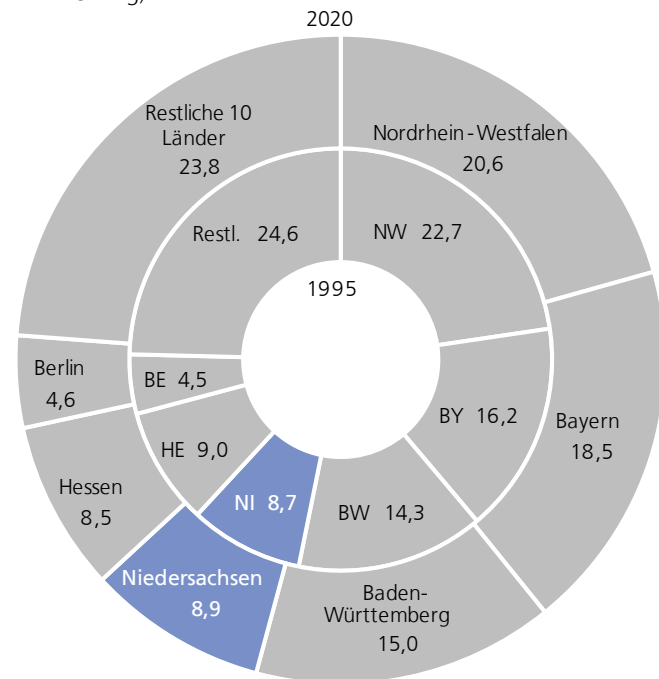 2020
Restliche 10
Länder
23,8
Nordrhein-Westfalen
20,6
Restl. 24,6
NW 22,7
1995
Berlin
4,6
BE 4,5
BY 16,2
Bayern
18,5
HE 9,0
Hessen
8,5
NI 8,7
BW 14,3
Niedersachsen
8,9
Baden-
Württemberg
15,0